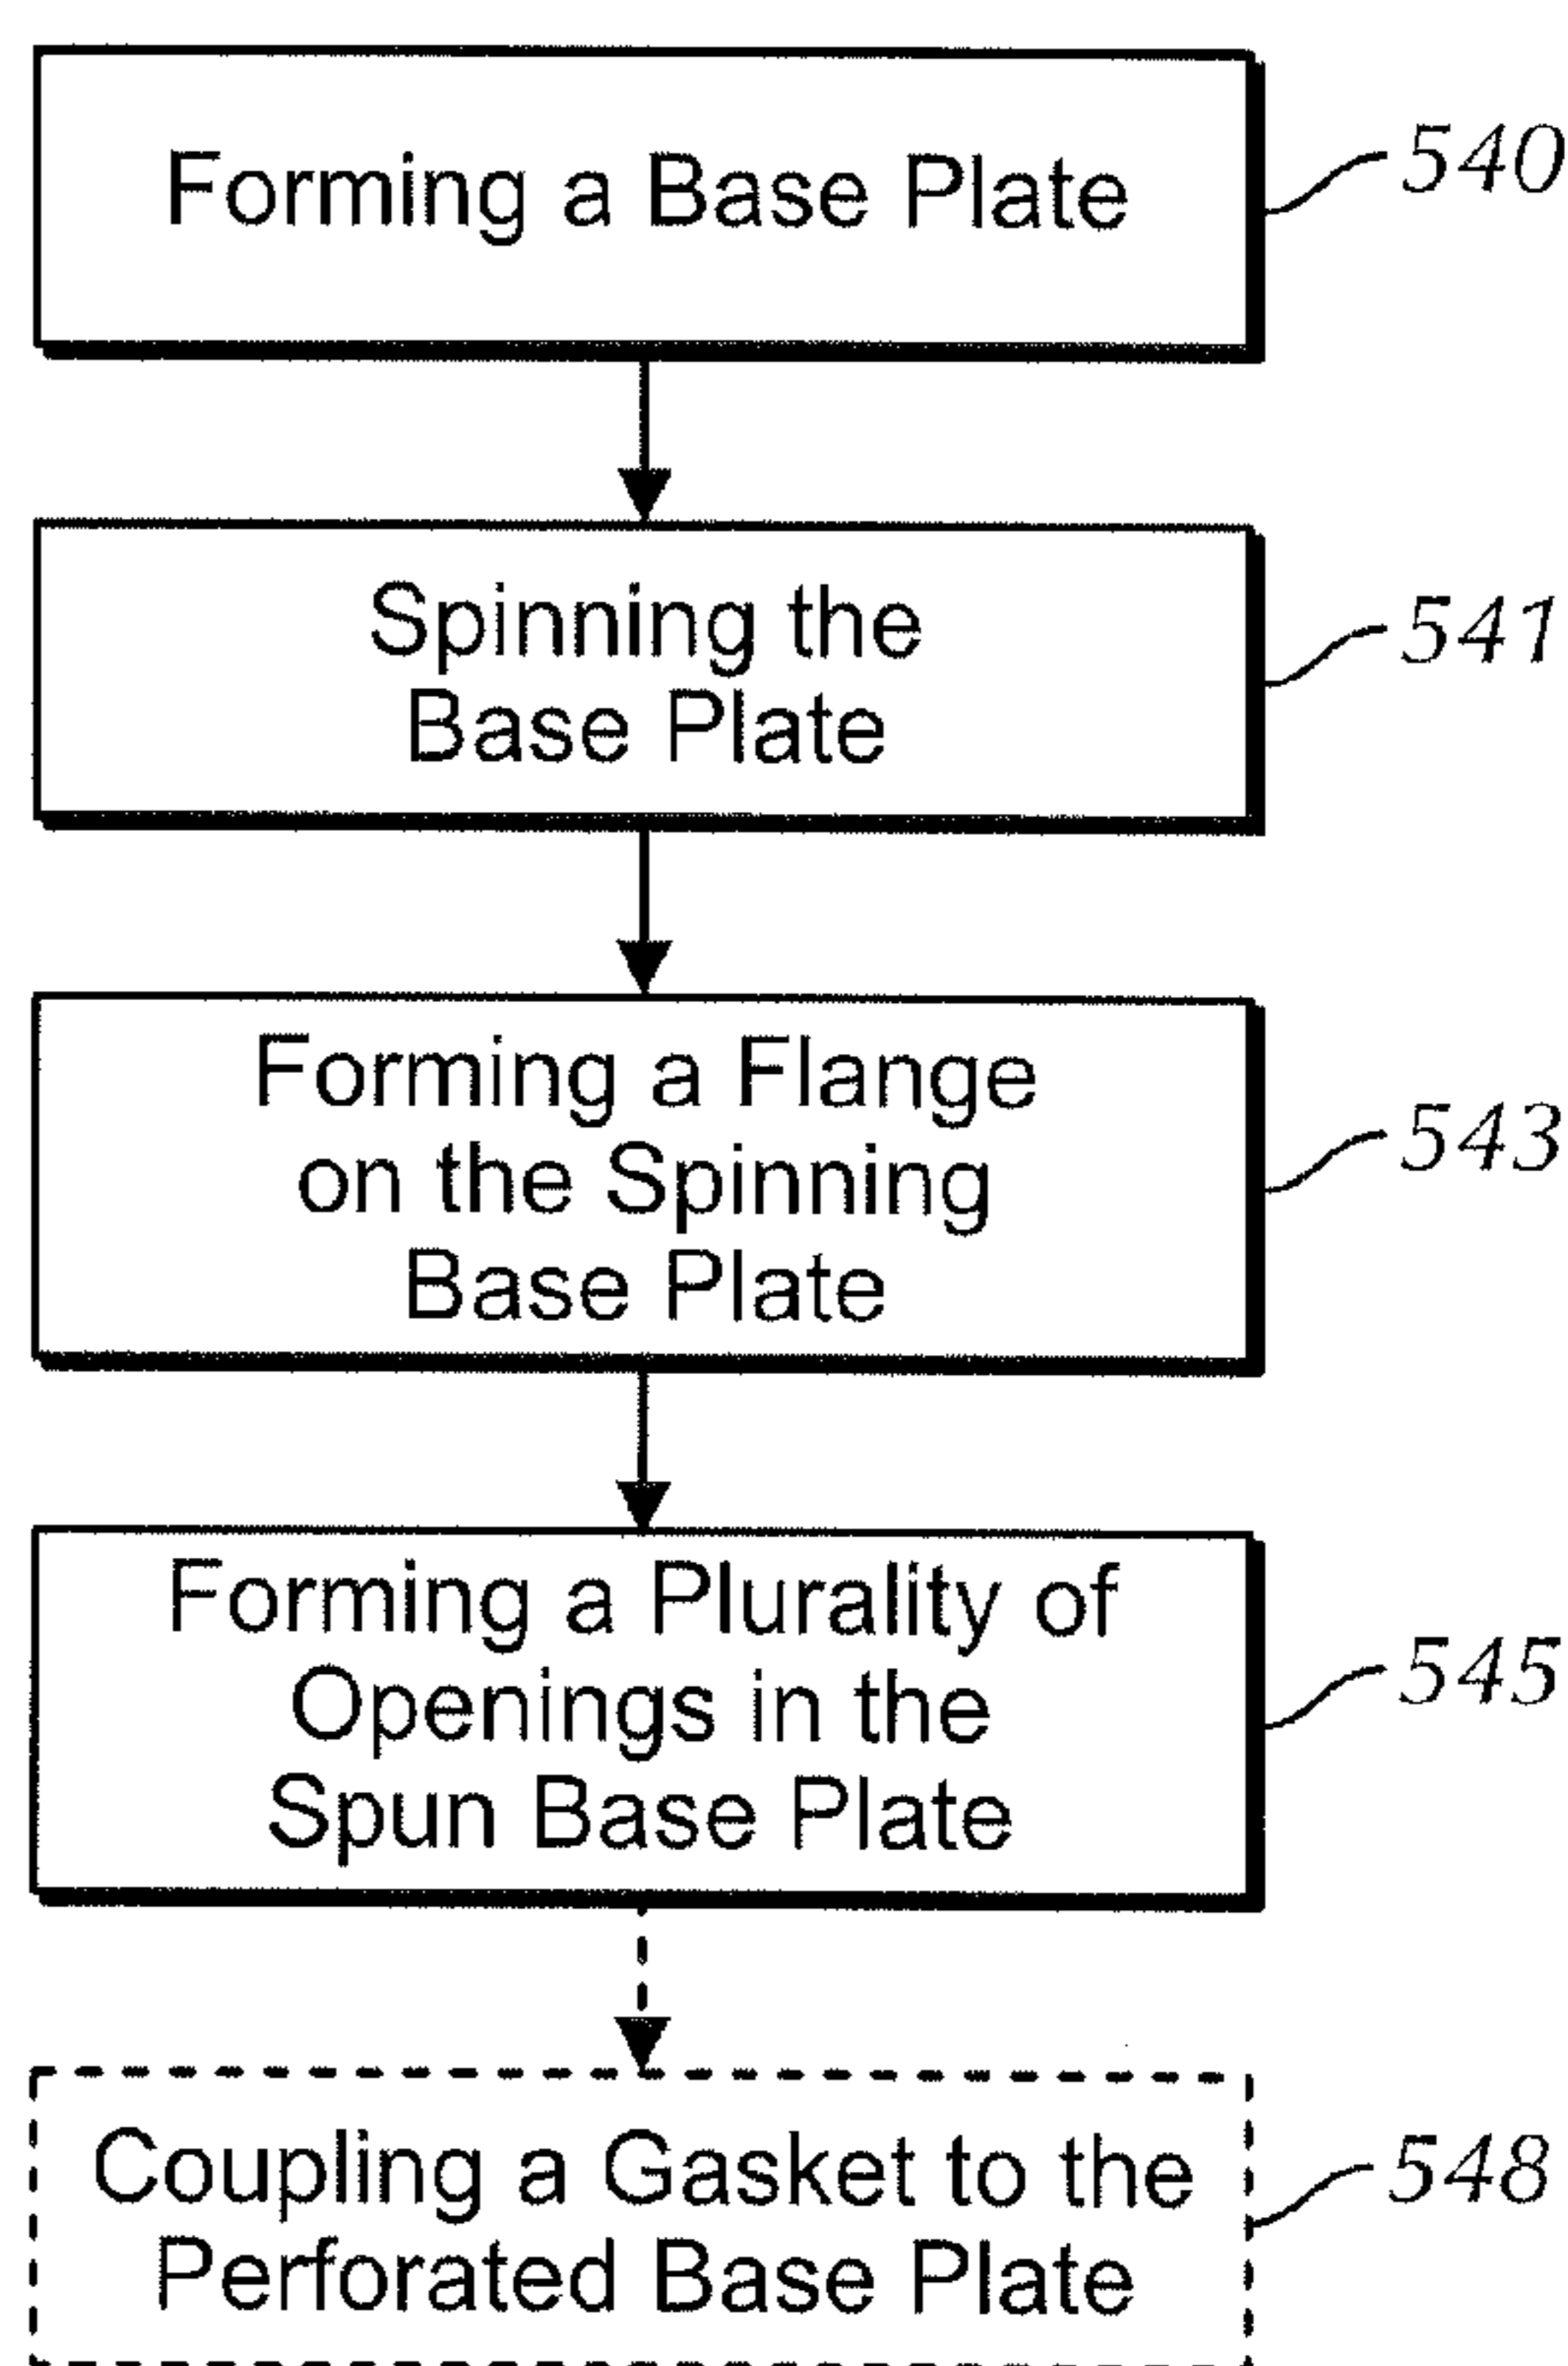 Forming a Base Plate
540
Spinning the
Base Plate
541
Forming a Flange
on the Spinning
Base Plate
543
Forming a Plurality of
Openings in the
Spun Base Plate
545
Coupling a Gasket to the
Perforated Base Plate
548